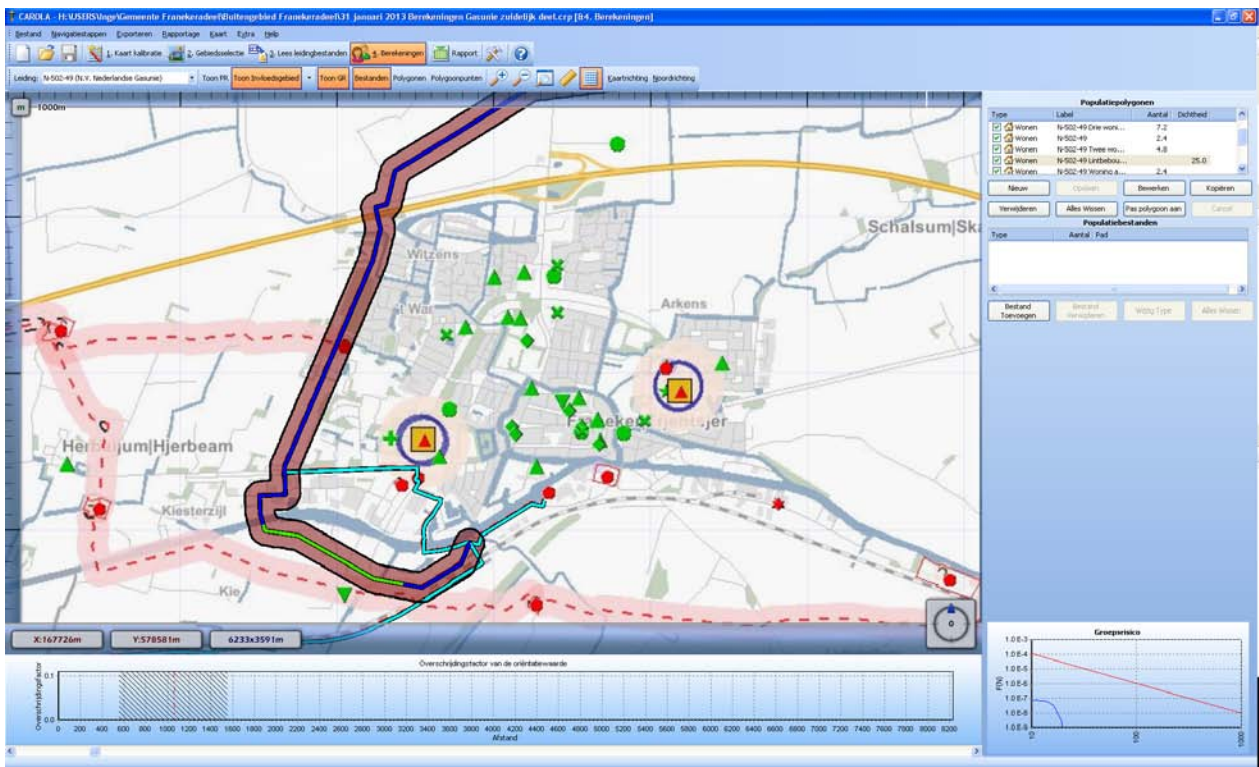 CAROLA - H:\USERS\Inge\Gemeente Franekeradeel\Buitengebied Franekeradeel\31 januari 2013 Berekeningen Gasunie zuidelijk deel.crp [&4. Berekeningen]
Bestand Navigatiestappen Exporteren Rapportage Kaart Extra Help
1. Kaart kalibratie 2. Gebiedsselectie 3. Lees leidingbestanden 4. Berekeningen Rapport
Leiding: N-502-49 (N.V. Nederlandse Gasunie) Toon PR Toon Invloedsgebied Toon GR Bestanden Polygonen Polygoonpunten Kaartrichting Noordrichting
m 1000m
Schalsum|Ska
Witzens
Arkens
Kiesterzijl
Kie
X:167726m Y:578581m 6233x3591m
0
Populatiepolygonen
Type Label Aantal Dichtheid
Wonen N-502-49 Drie woni... 7.2
Wonen N-502-49 2.4
Wonen N-502-49 Twee wo... 4.8
Wonen N-502-49 Lintbebou... 25.0
Wonen N-502-49 Woning a... 2.4
Nieuw Opslaan Bewerken Kopiëren
Verwijderen Alles Wissen Pas polygoon aan Cancel
Populatiebestanden
Type Aantal Pad
Bestand Toevoegen Bestand Verwijderen Wijzig Type Alles Wissen
Overschrijdingsfactor van de oriëntatiewaarde
Overschrijdingsfactor
0.1
0.0
0 200 400 600 800 1000 1200 1400 1600 1800 2000 2200 2400 2600 2800 3000 3200 3400 3600 3800 4000 4200 4400 4600 4800 5000 5200 5400 5600 5800 6000 6200 6400 6600 6800 7000 7200 7400 7600 7800 8000 8200
Afstand
Groepsrisico
F(N)
1.0E-3
1.0E-4
1.0E-5
1.0E-6
1.0E-7
1.0E-8
1.0E-9
10 100 1000